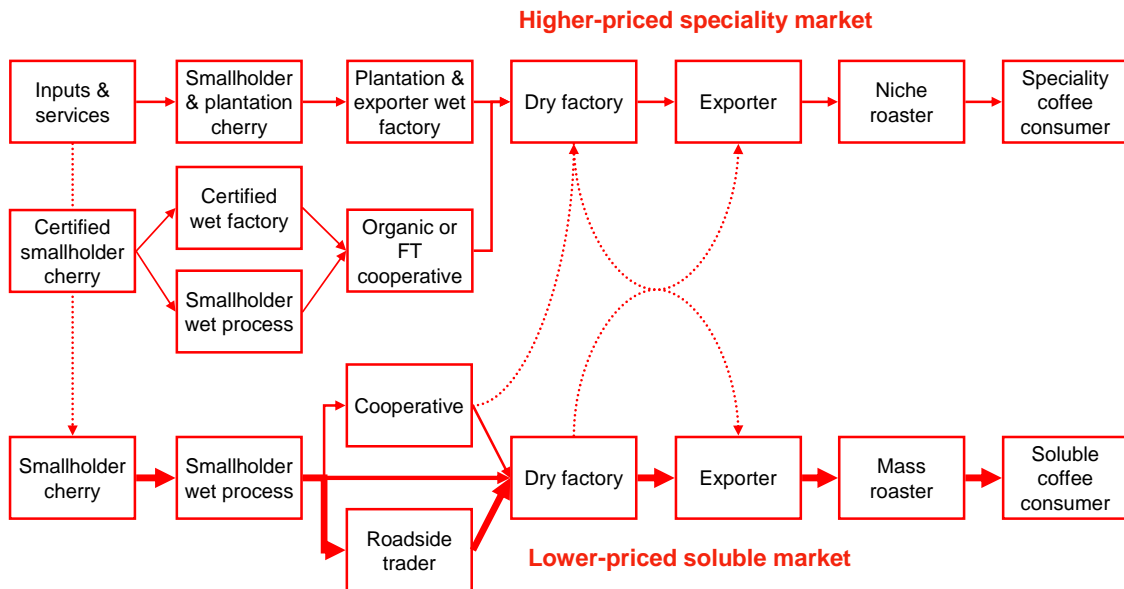 Higher-priced speciality market
Inputs &
services
Smallholder
& plantation
cherry
Plantation &
exporter wet
factory
Dry factory
Exporter
Niche
roaster
Speciality
coffee
consumer
Certified
smallholder
cherry
Certified
wet factory
Smallholder
wet process
Organic or
FT
cooperative
Cooperative
Smallholder
cherry
Smallholder
wet process
Roadside
trader
Dry factory
Exporter
Mass
roaster
Soluble
coffee
consumer
Lower-priced soluble market